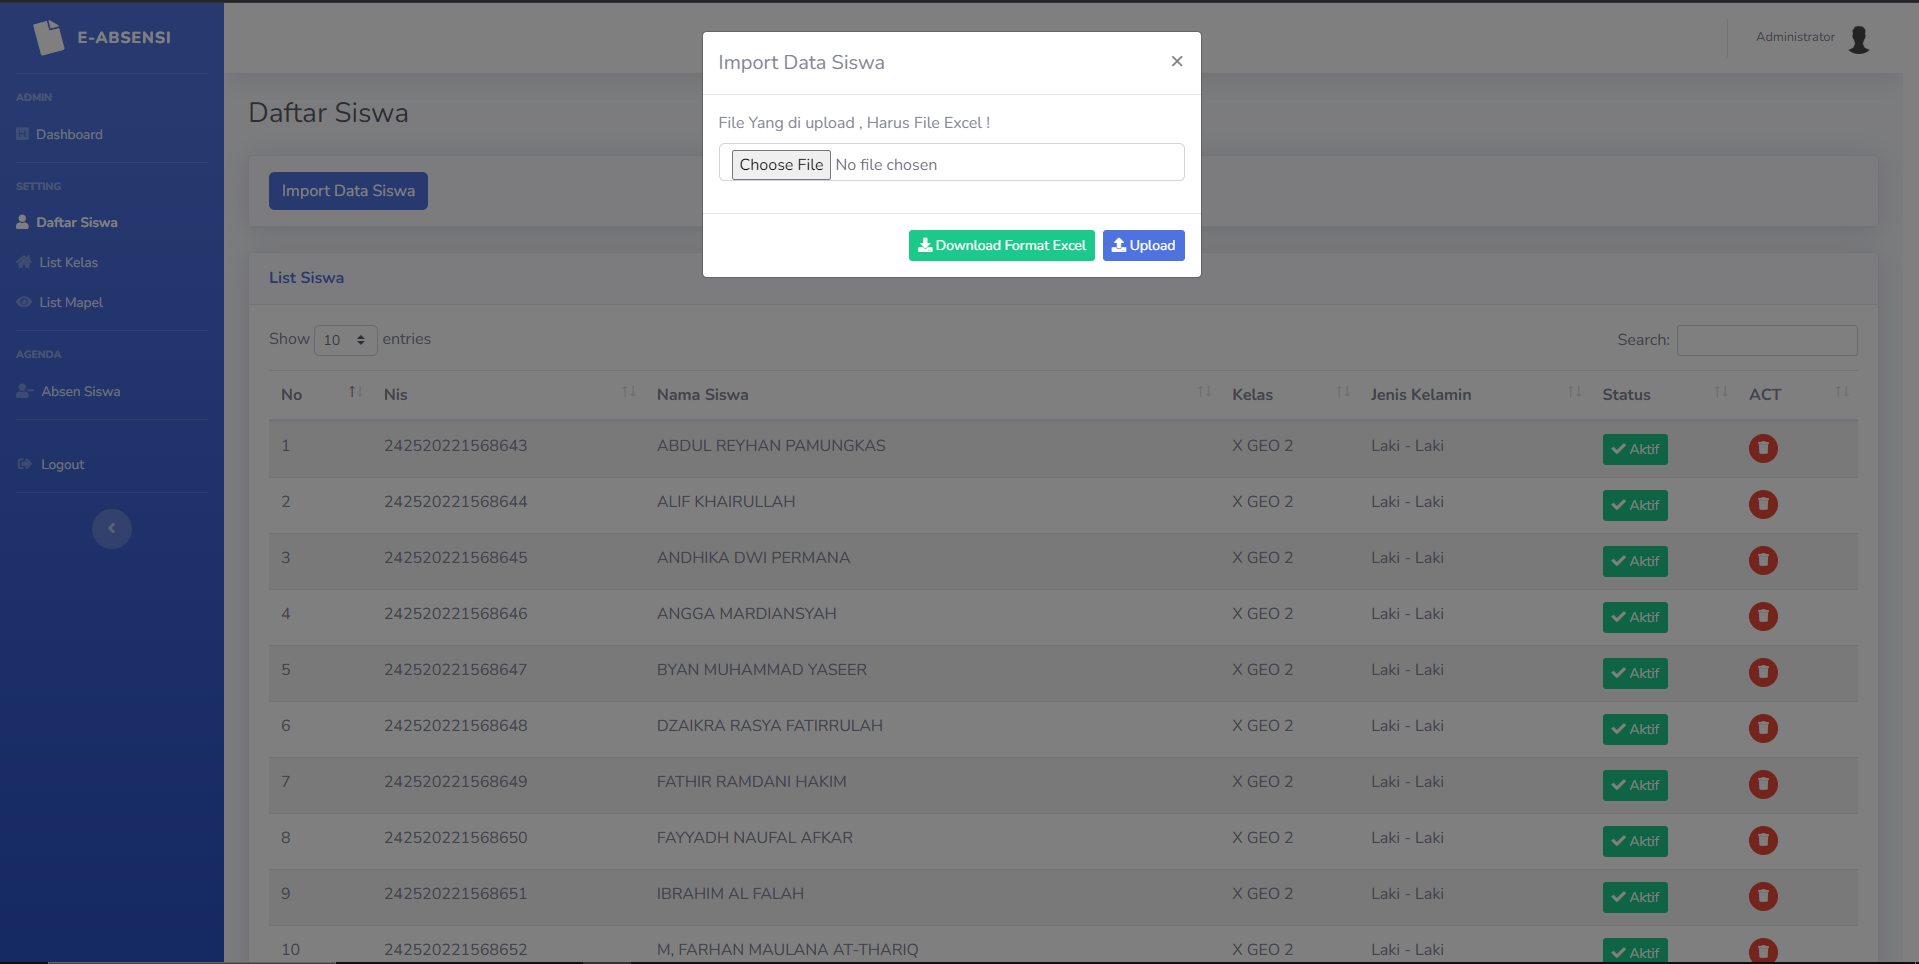 E-ABSENSI
Administrator
ADMIN
Dashboard
SETTING
Daftar Siswa
List Kelas
List Mapel
AGENDA
Absen Siswa
Logout
Import Data Siswa ×
File Yang di upload , Harus File Excel !
Choose File No file chosen
Download Format Excel Upload
Daftar Siswa
Import Data Siswa
List Siswa
Show 10 entries Search:
No Nis Nama Siswa Kelas Jenis Kelamin Status ACT
1 242520221568643 ABDUL REYHAN PAMUNGKAS X GEO 2 Laki - Laki Aktif
2 242520221568644 ALIF KHAIRULLAH X GEO 2 Laki - Laki Aktif
3 242520221568645 ANDHIKA DWI PERMANA X GEO 2 Laki - Laki Aktif
4 242520221568646 ANGGA MARDIANSYAH X GEO 2 Laki - Laki Aktif
5 242520221568647 BYAN MUHAMMAD YASEER X GEO 2 Laki - Laki Aktif
6 242520221568648 DZAIKRA RASYA FATIRRULAH X GEO 2 Laki - Laki Aktif
7 242520221568649 FATHIR RAMDANI HAKIM X GEO 2 Laki - Laki Aktif
8 242520221568650 FAYYADH NAUFAL AFKAR X GEO 2 Laki - Laki Aktif
9 242520221568651 IBRAHIM AL FALAH X GEO 2 Laki - Laki Aktif
10 242520221568652 M, FARHAN MAULANA AT-THARIQ X GEO 2 Laki - Laki Aktif